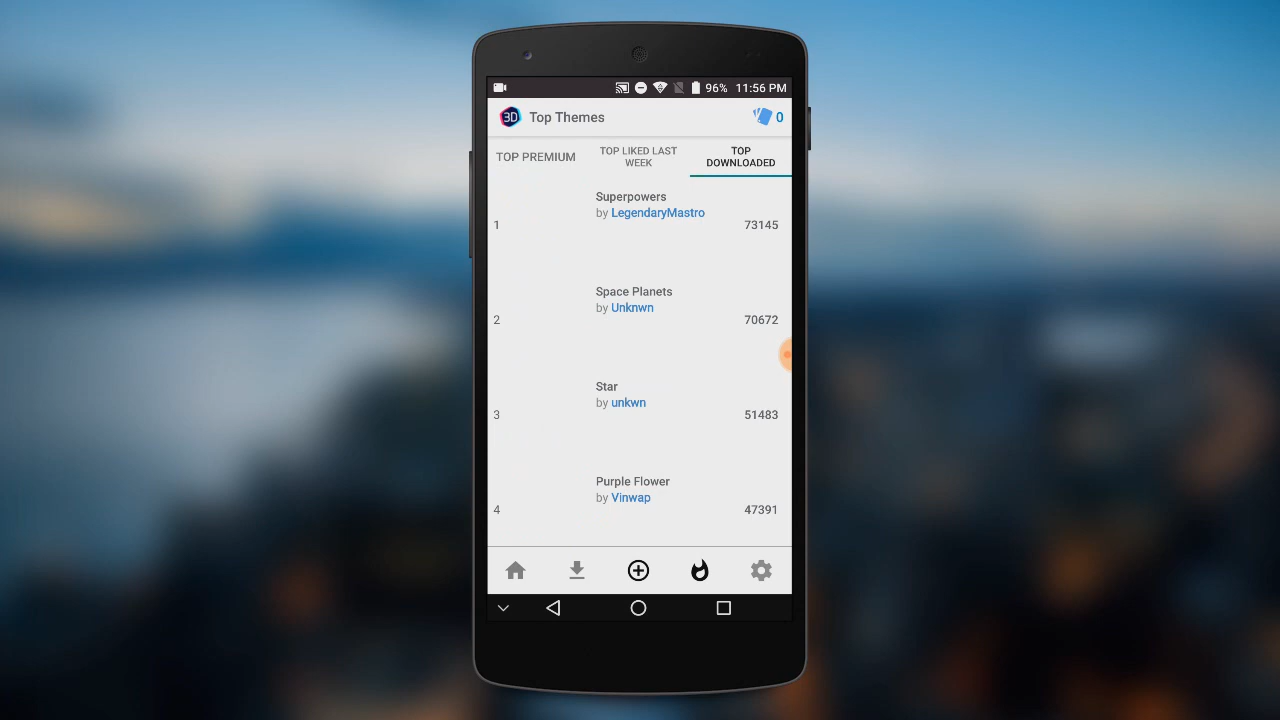 96% 11:56 PM
3D Top Themes 0
TOP PREMIUM
TOP LIKED LAST
WEEK
TOP
DOWNLOADED
Superpowers
by LegendaryMastro
1 73145
Space Planets
by Unknwn
2 70672
Star
by unkwn
3 51483
Purple Flower
by Vinwap
4 47391